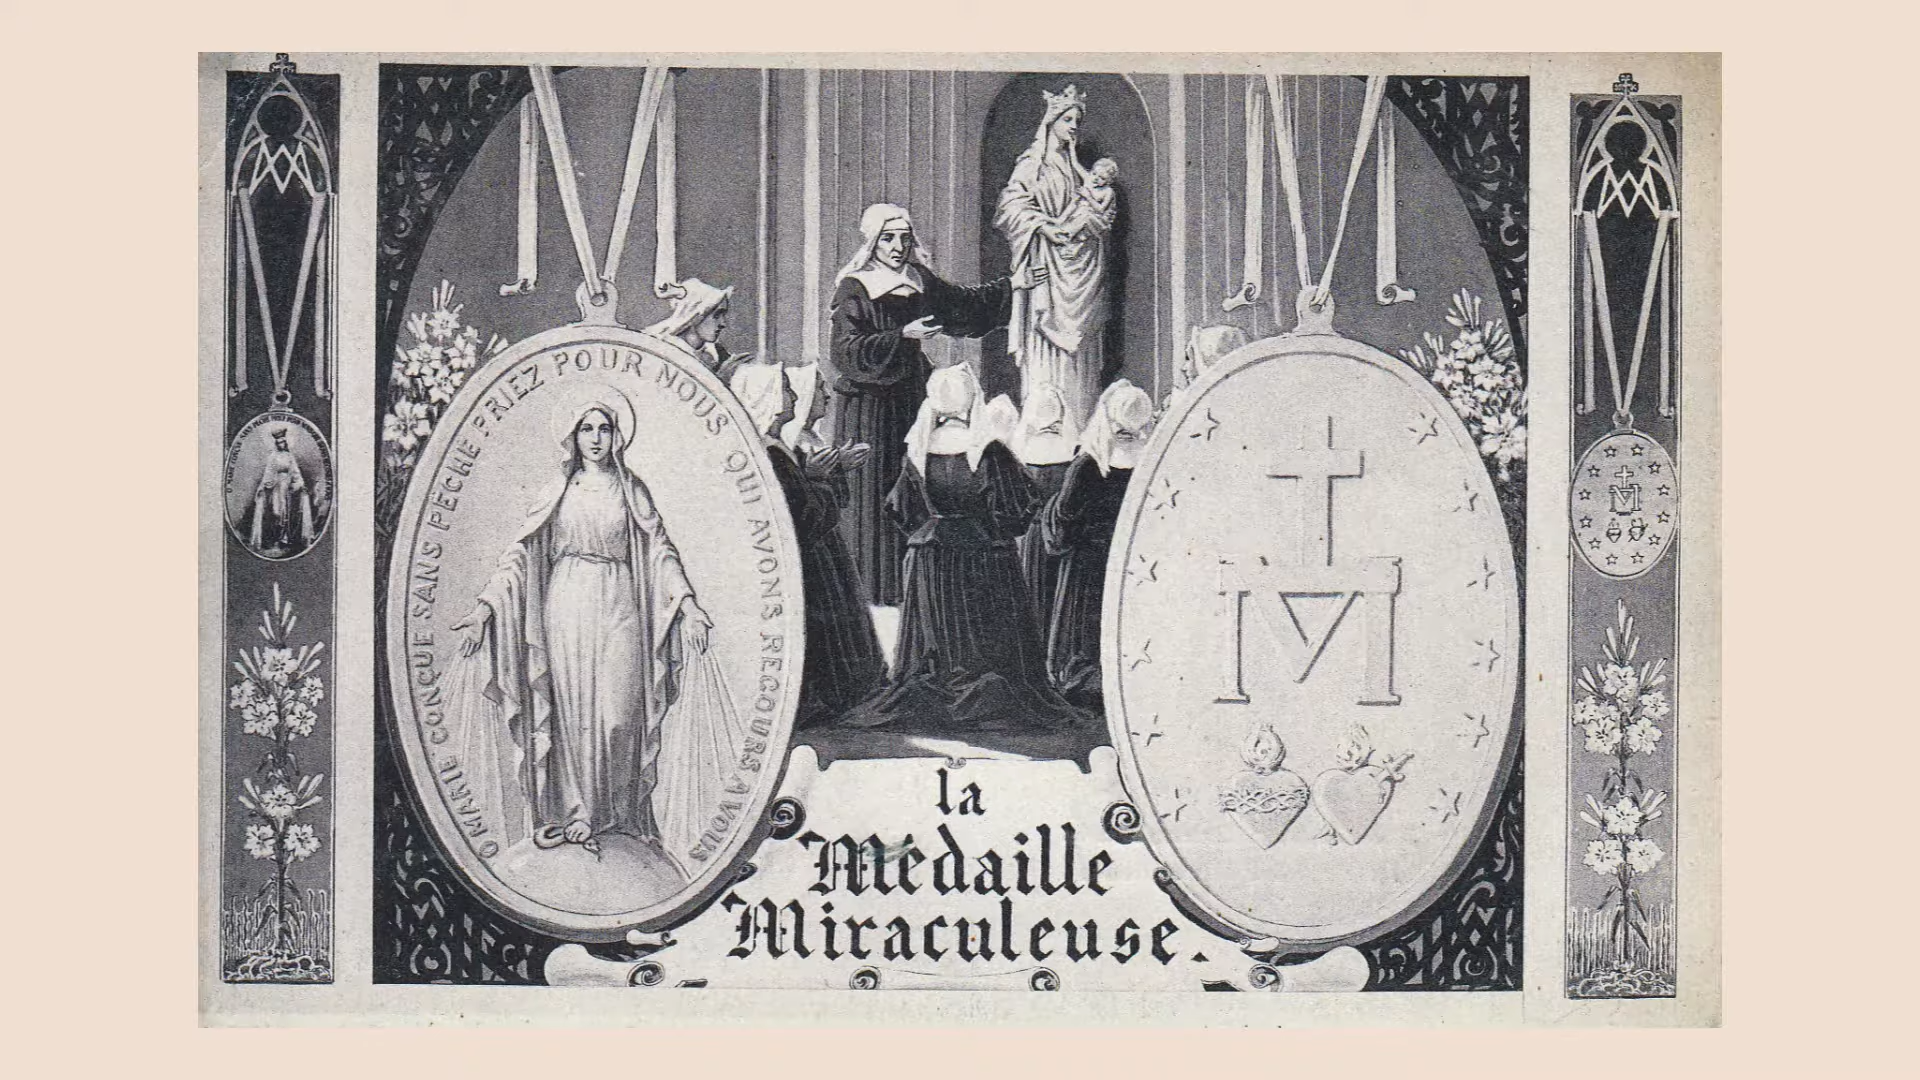 O MARIE CONÇUE SANS PÉCHÉ PRIEZ POUR NOUS QUI AVONS RECOURS A VOUS
M
la
Médaille
Miraculeuse.